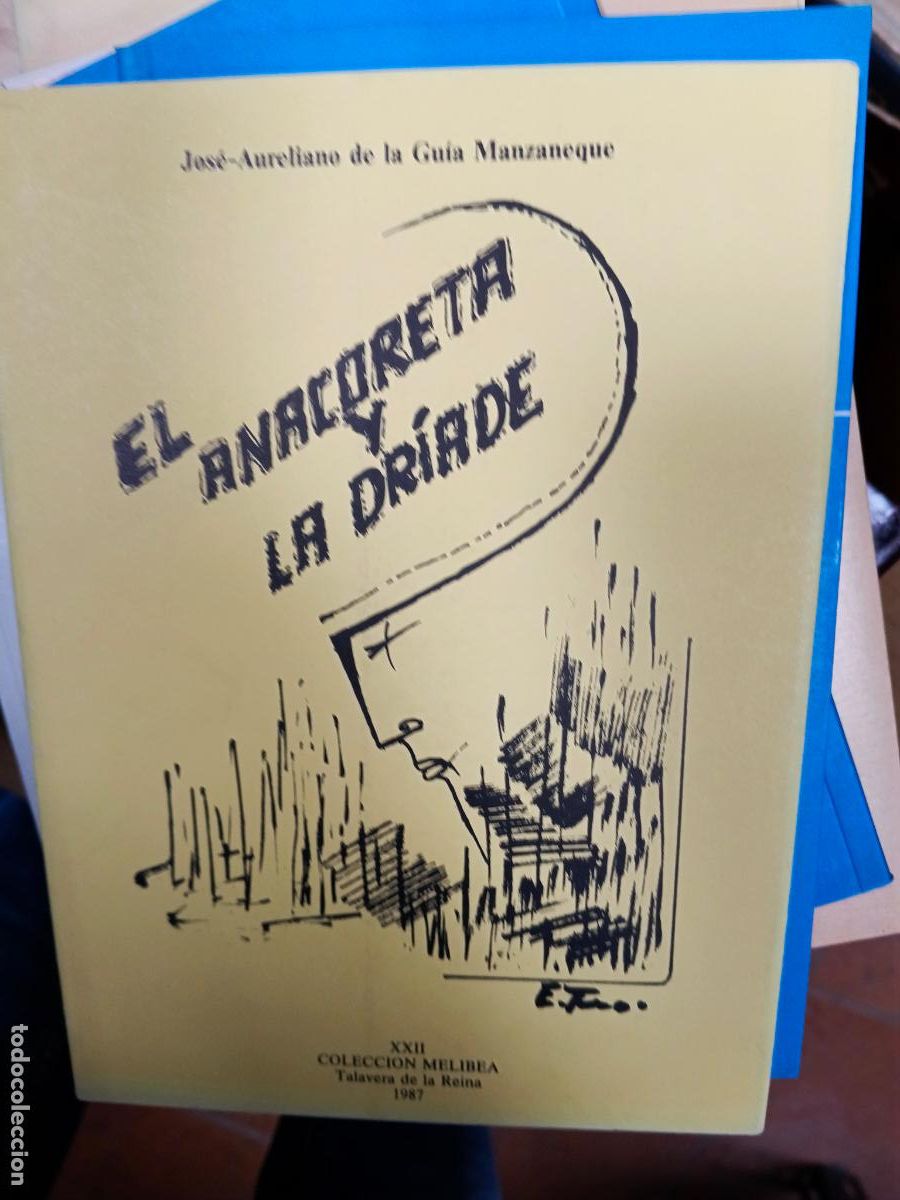 José-Aureliano de la Guía Manzaneque
EL
ANACORETA
Y
LA DRÍADE
XXII
COLECCION MELIBEA
Talavera de la Reina
1987
todocoleccion